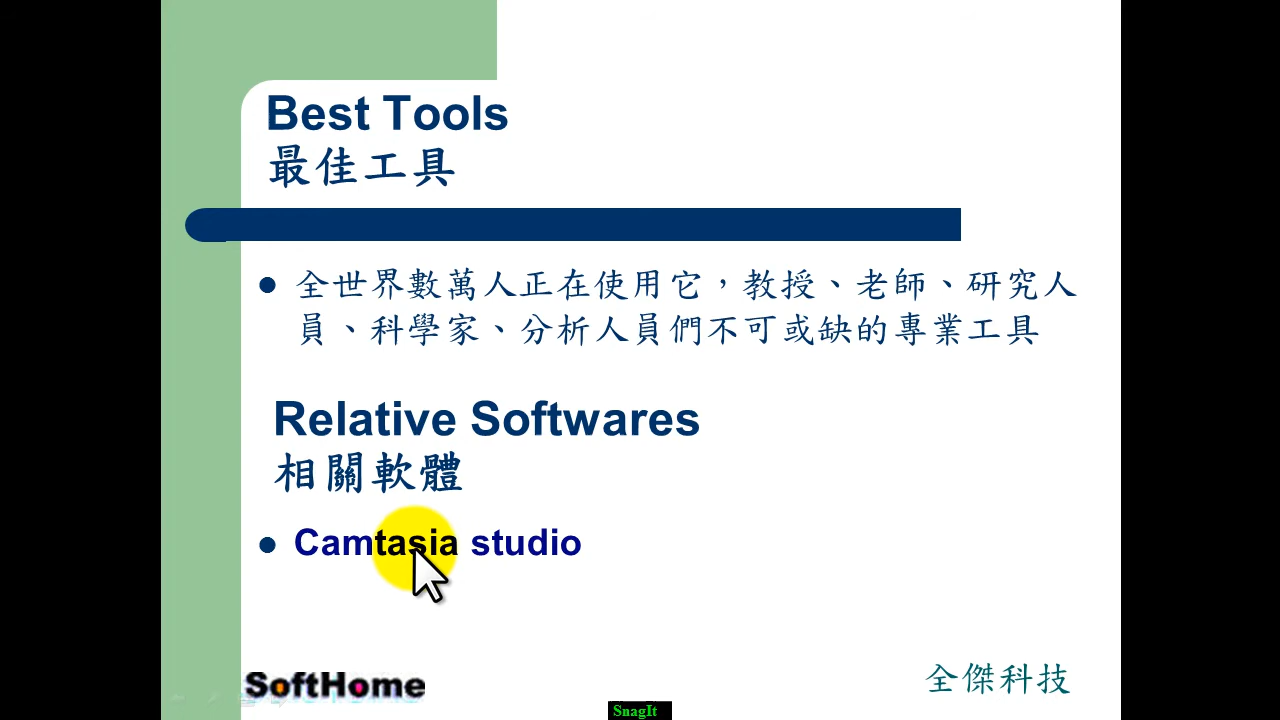 Best Tools
最佳工具
全世界數萬人正在使用它，教授、老師、研究人
員、科學家、分析人員們不可或缺的專業工具
Relative Softwares
相關軟體
Camtasia studio
SoftHome
全傑科技
SnagIt